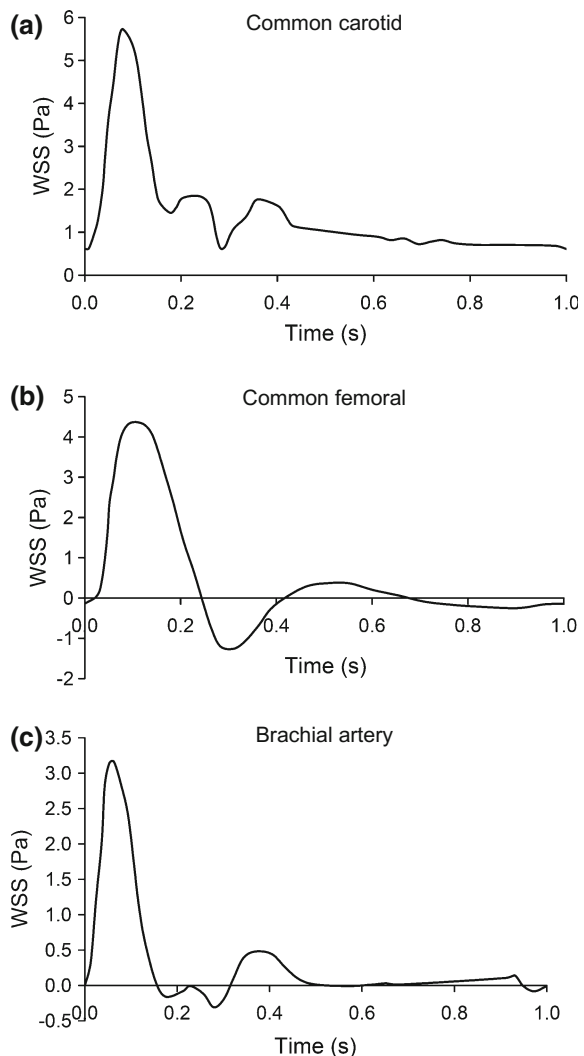 (a) Common carotid
6
5
4
3
2
1
0
WSS (Pa)
0.0 0.2 0.4 0.6 0.8 1.0
Time (s)
(b) Common femoral
5
4
3
2
1
0
-1
-2
WSS (Pa)
0.0 0.2 0.4 0.6 0.8 1.0
Time (s)
(c) Brachial artery
3.5
3.0
2.5
2.0
1.5
1.0
0.5
0.0
-0.5
WSS (Pa)
0.0 0.2 0.4 0.6 0.8 1.0
Time (s)